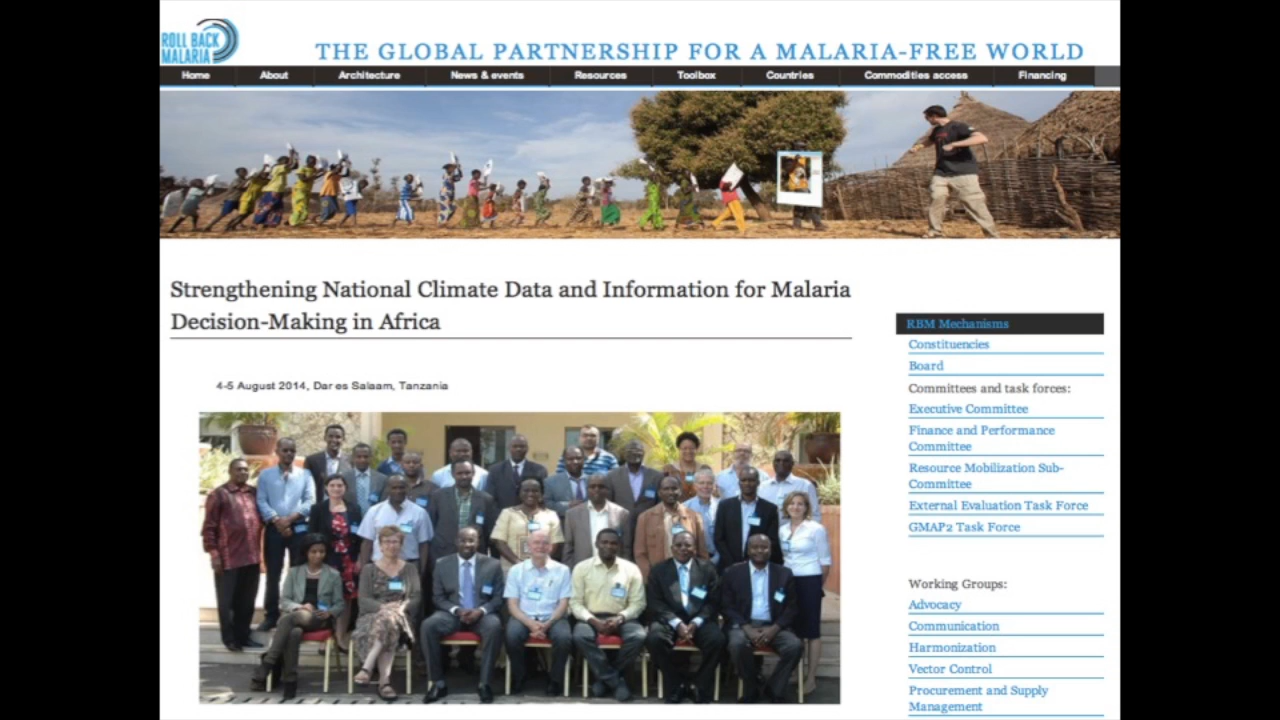 ROLL BACK
MALARIA
THE GLOBAL PARTNERSHIP FOR A MALARIA-FREE WORLD
Home About Architecture News & events Resources Toolbox Countries Commodities access Financing
Strengthening National Climate Data and Information for Malaria
Decision-Making in Africa
4-5 August 2014, Dar es Salaam, Tanzania
RBM Mechanisms
Constituencies
Board
Committees and task forces:
Executive Committee
Finance and Performance
Committee
Resource Mobilization Sub-
Committee
External Evaluation Task Force
GMAP2 Task Force
Working Groups:
Advocacy
Communication
Harmonization
Vector Control
Procurement and Supply
Management